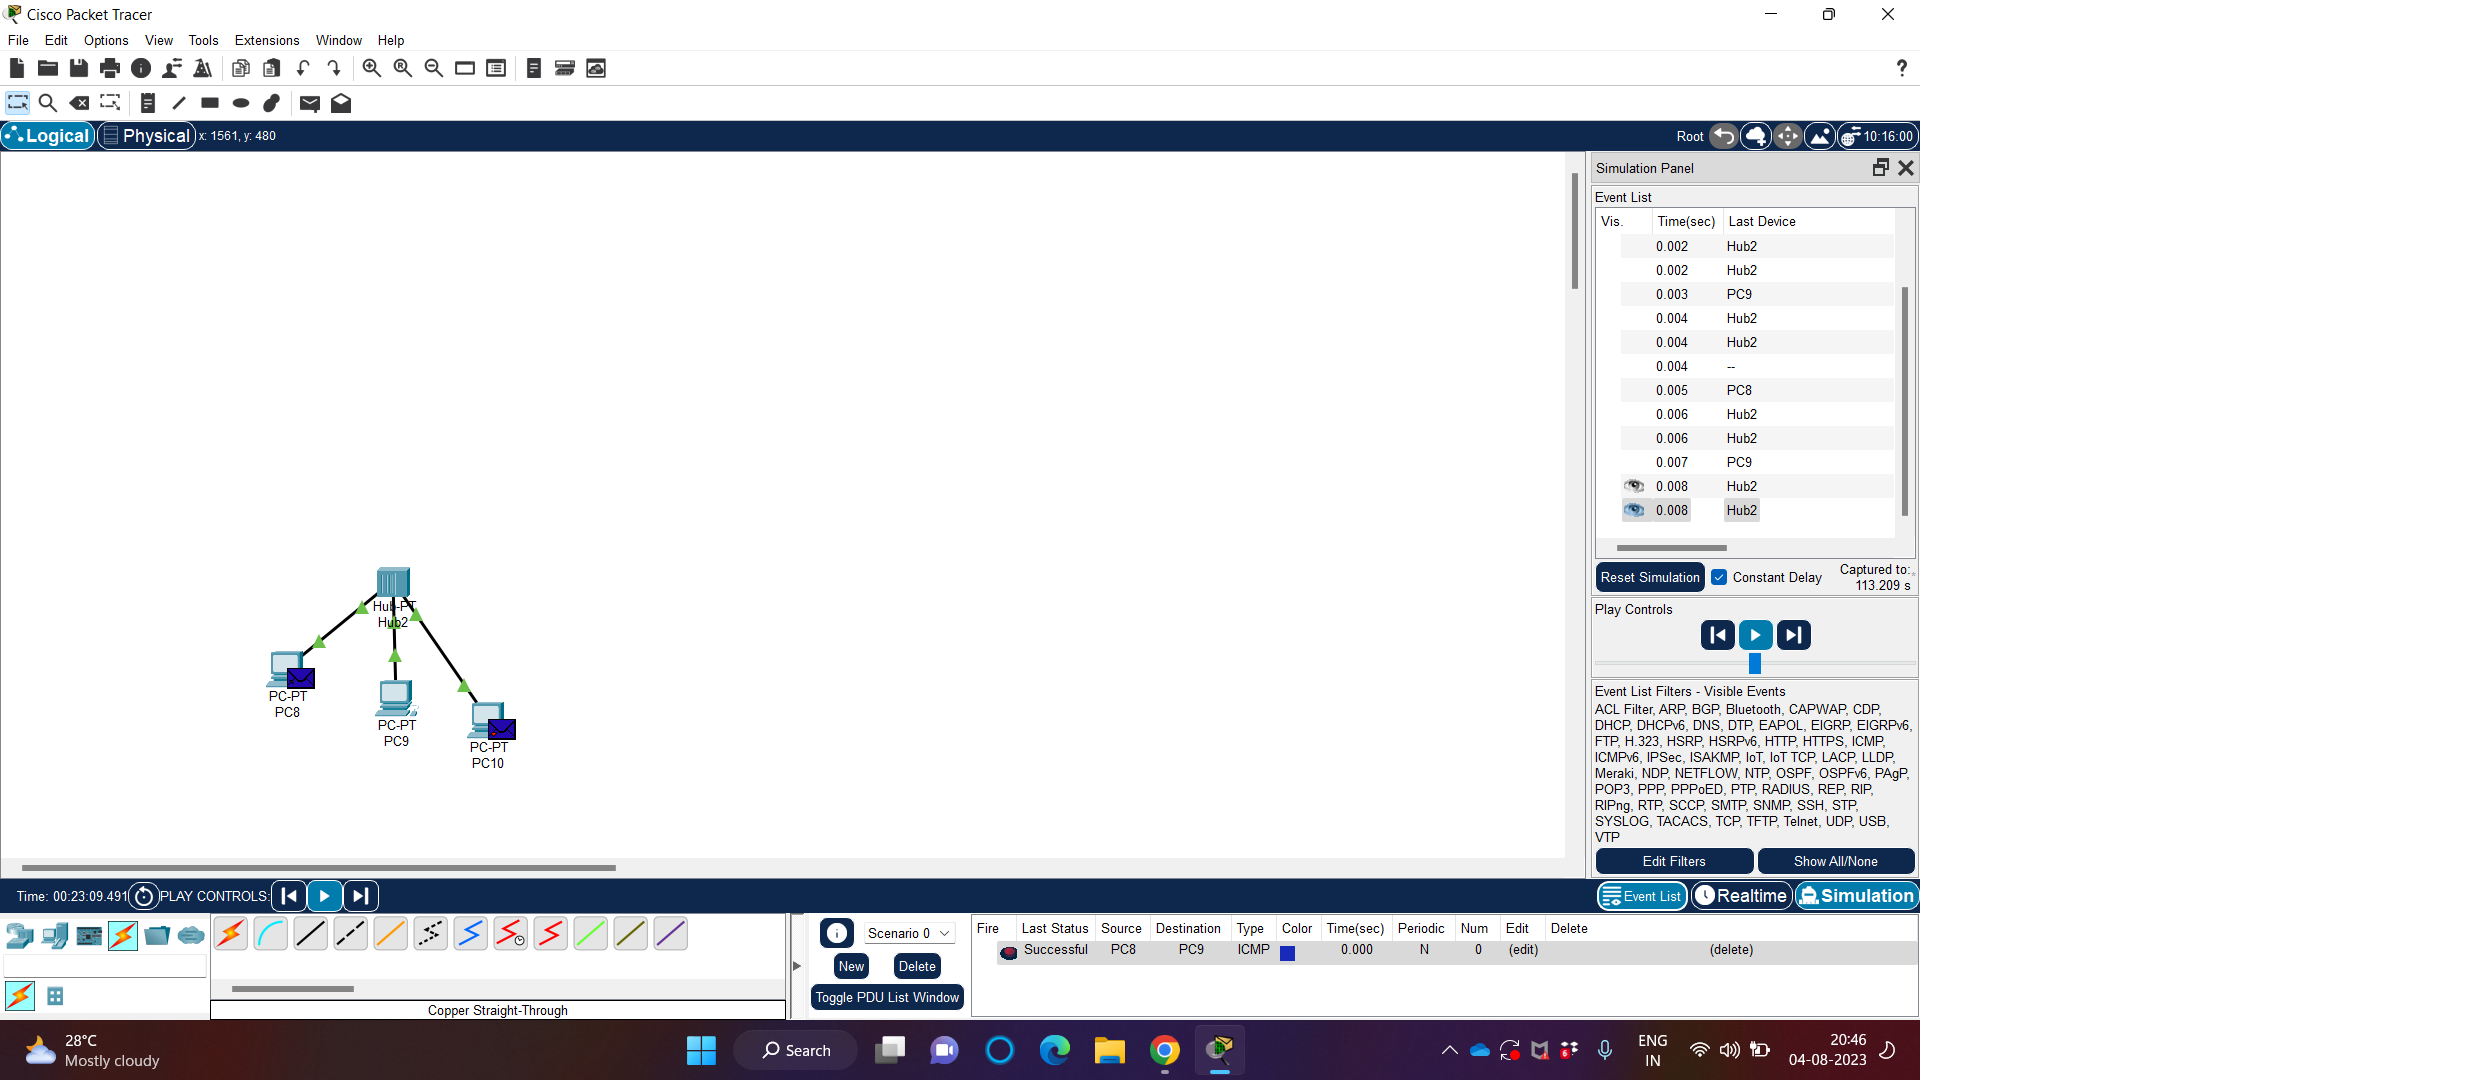 Cisco Packet Tracer
File Edit Options View Tools Extensions Window Help
?
Logical Physical x: 1561, y: 480 Root 10:16:00
Simulation Panel
Event List
Vis. Time(sec) Last Device
0.002 Hub2
0.002 Hub2
0.003 PC9
0.004 Hub2
0.004 Hub2
0.004 --
0.005 PC8
0.006 Hub2
0.006 Hub2
0.007 PC9
0.008 Hub2
0.008 Hub2
Reset Simulation Constant Delay Captured to:
113.209 s
Play Controls
Event List Filters - Visible Events
ACL Filter, ARP, BGP, Bluetooth, CAPWAP, CDP,
DHCP, DHCPv6, DNS, DTP, EAPOL, EIGRP, EIGRPv6,
FTP, H.323, HSRP, HSRPv6, HTTP, HTTPS, ICMP,
ICMPv6, IPSec, ISAKMP, IoT, IoT TCP, LACP, LLDP,
Meraki, NDP, NETFLOW, NTP, OSPF, OSPFv6, PAgP,
POP3, PPP, PPPoED, PTP, RADIUS, REP, RIP,
RIPng, RTP, SCCP, SMTP, SNMP, SSH, STP,
SYSLOG, TACACS, TCP, TFTP, Telnet, UDP, USB,
VTP
Edit Filters Show All/None
Hub-PT
Hub2
PC-PT
PC8
PC-PT
PC9
PC-PT
PC10
Time: 00:23:09.491 PLAY CONTROLS: Event List Realtime Simulation
Scenario 0
New Delete
Toggle PDU List Window
Fire Last Status Source Destination Type Color Time(sec) Periodic Num Edit Delete
Successful PC8 PC9 ICMP 0.000 N 0 (edit) (delete)
Copper Straight-Through
28°C
Mostly cloudy
Search
6
ENG
IN
20:46
04-08-2023